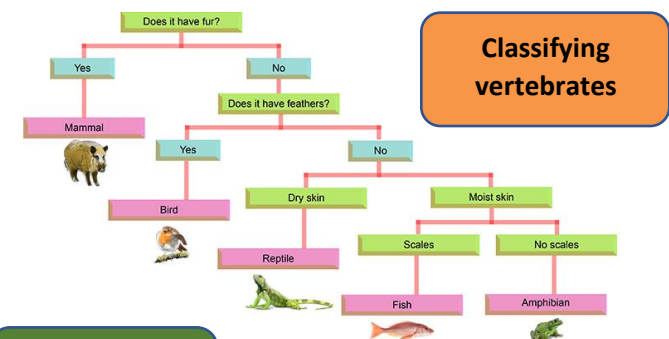 Does it have fur?
Classifying
vertebrates
Yes
No
Does it have feathers?
Mammal
Yes
No
Dry skin
Moist skin
Bird
Scales
No scales
Reptile
Fish
Amphibian